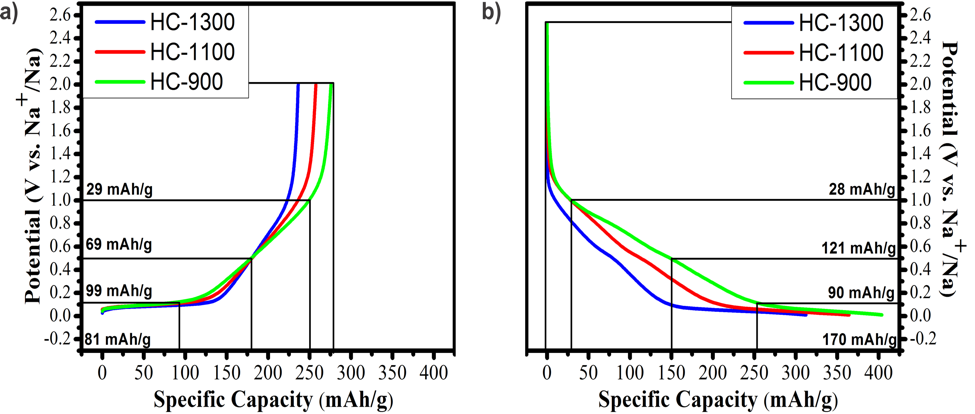 a)
HC-1300
HC-1100
HC-900
Potential (V vs. Na+/Na)
2.6
2.4
2.2
2.0
1.8
1.6
1.4
1.2
1.0
0.8
0.6
0.4
0.2
0.0
-0.2
29 mAh/g
69 mAh/g
99 mAh/g
81 mAh/g
0 50 100 150 200 250 300 350 400
Specific Capacity (mAh/g)
b)
HC-1300
HC-1100
HC-900
28 mAh/g
121 mAh/g
90 mAh/g
170 mAh/g
2.6
2.4
2.2
2.0
1.8
1.6
1.4
1.2
1.0
0.8
0.6
0.4
0.2
0.0
-0.2
Potential (V vs. Na+/Na)
0 50 100 150 200 250 300 350 400
Specific Capacity (mAh/g)